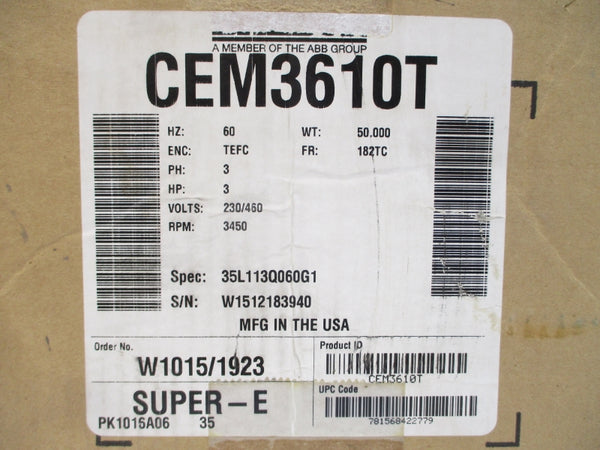 A MEMBER OF THE ABB GROUP
CEM3610T
HZ: 60 WT: 50.000
ENC: TEFC FR: 182TC
PH: 3
HP: 3
VOLTS: 230/460
RPM: 3450
Spec: 35L113Q060G1
S/N: W1512183940
MFG IN THE USA
Order No. Product ID
W1015/1923
CEM3610T
SUPER-E UPC Code
PK1016A06 35 781568422779